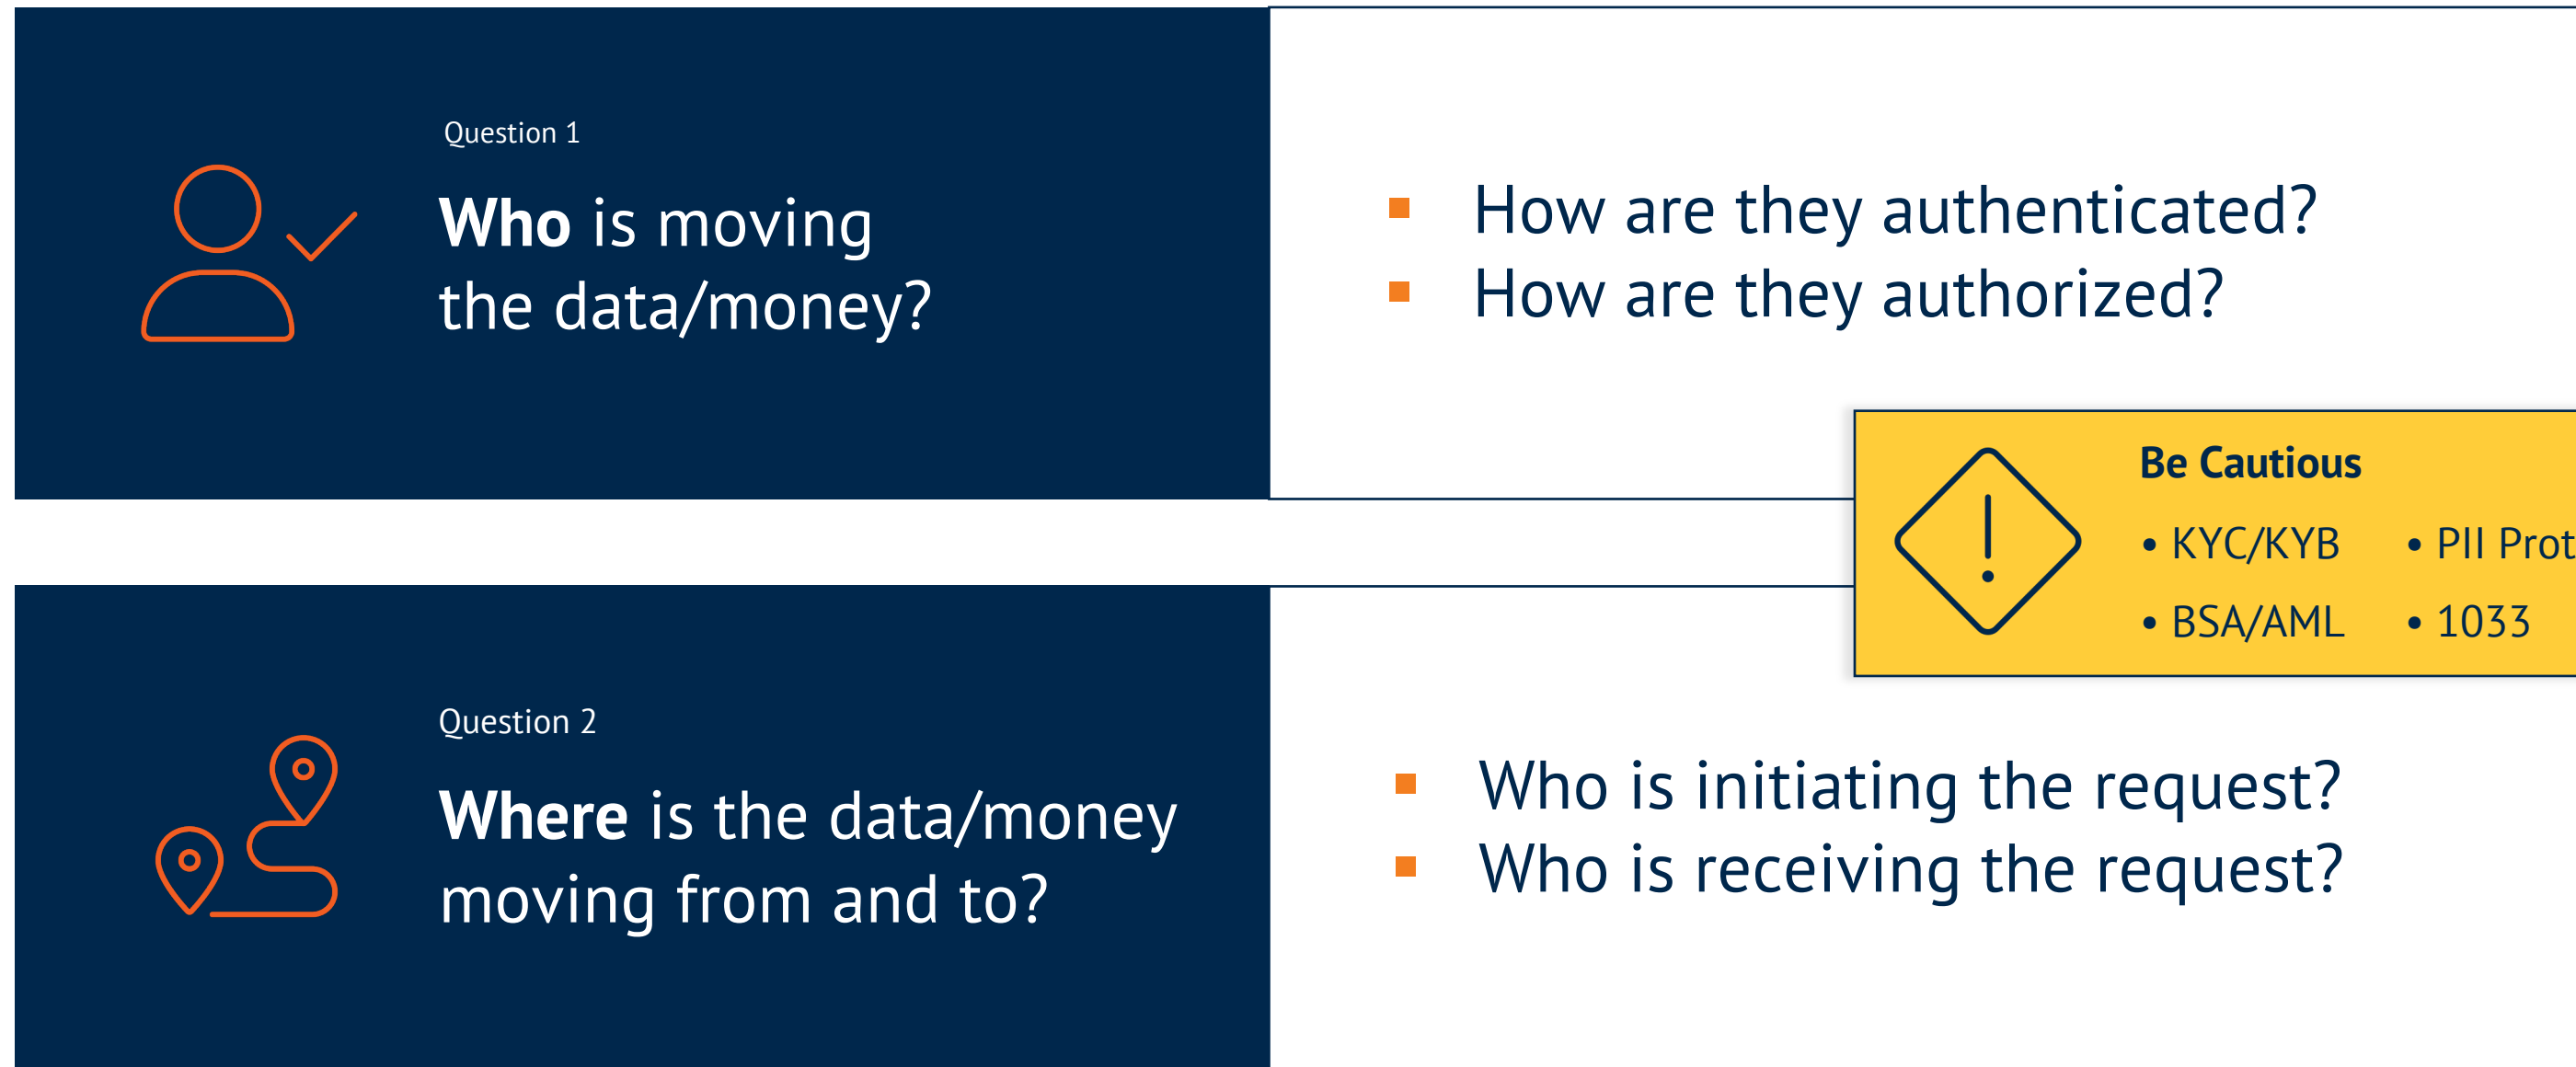 Question 1
Who is moving
the data/money?
▪ How are they authenticated?
▪ How are they authorized?
Be Cautious
• KYC/KYB • PII Prot
• BSA/AML • 1033
Question 2
Where is the data/money
moving from and to?
▪ Who is initiating the request?
▪ Who is receiving the request?